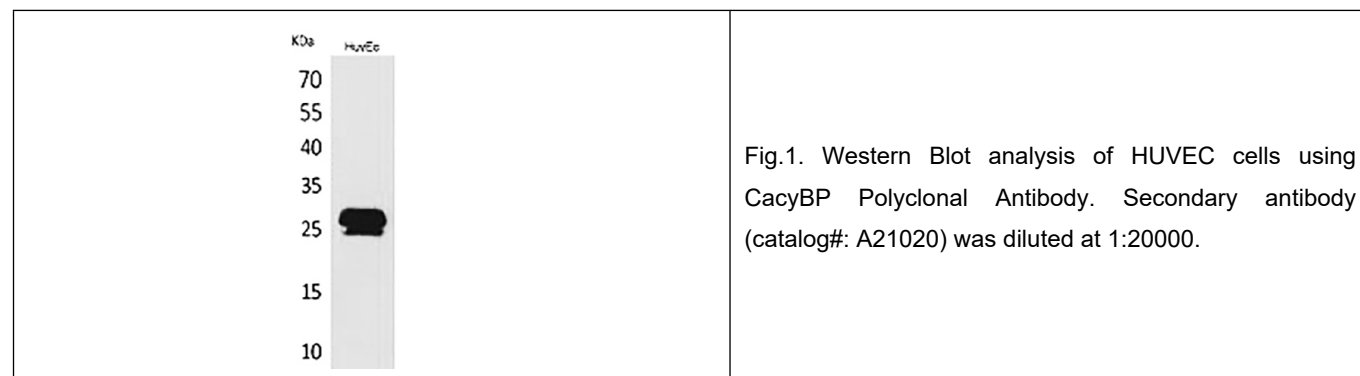 KDa HuvEc
70
55
40
35
25
15
10
Fig.1. Western Blot analysis of HUVEC cells using
CacyBP Polyclonal Antibody. Secondary antibody
(catalog#: A21020) was diluted at 1:20000.